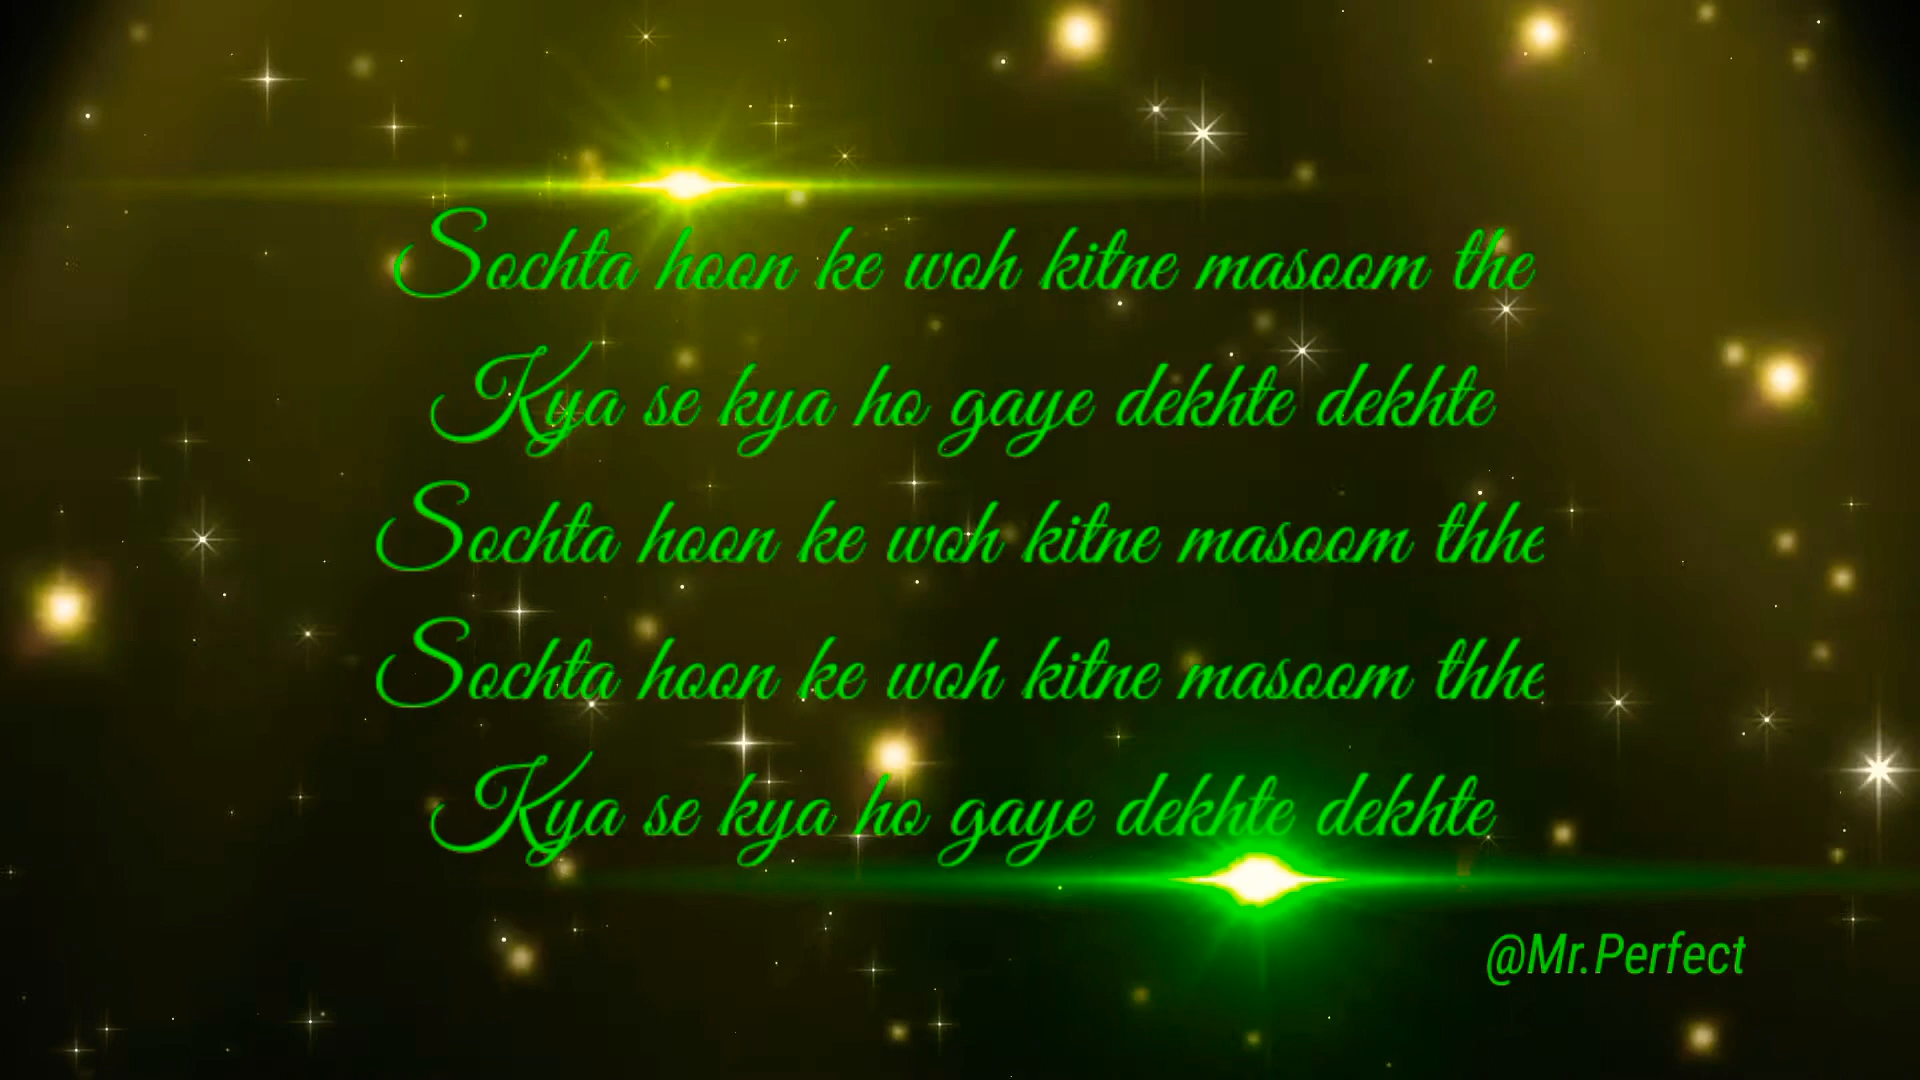 Sochta hoon ke woh kitne masoom the
Kya se kya ho gaye dekhte dekhte
Sochta hoon ke woh kitne masoom thhe
Sochta hoon ke woh kitne masoom thhe
Kya se kya ho gaye dekhte dekhte
@Mr.Perfect